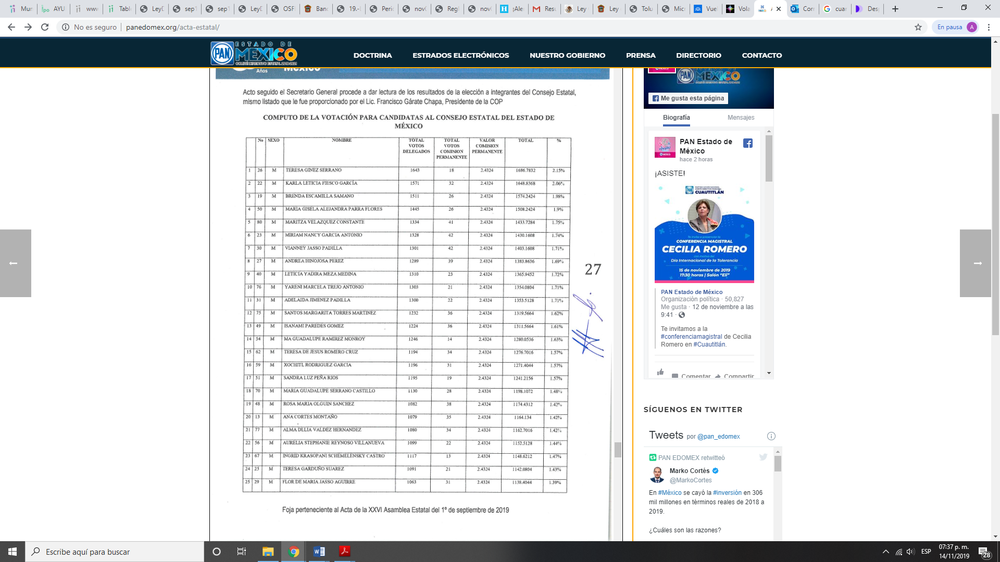 Mun
AYU
www
Tabl
LeyD
sep1
sep1
LeyD
OSFE
Banc
19.-L
Peric
nov0
Regl
nov0
¡Ale
Resu
Ley
Ley
Tolu
Micr
Vuel
Vola
Corr
cuar
Desp
No es seguro | panedomex.org/acta-estatal/
En pausa A
PAN ESTADO DE MÉXICO
DOCTRINA ESTRADOS ELECTRÓNICOS NUESTRO GOBIERNO PRENSA DIRECTORIO CONTACTO
Años México
Acto seguido el Secretario General procede a dar lectura de los resultados de la elección a integrantes del Consejo Estatal,
mismo listado que le fue proporcionado por el Lic. Francisco Gárate Chapa, Presidente de la COP
COMPUTO DE LA VOTACIÓN PARA CANDIDATAS AL CONSEJO ESTATAL DEL ESTADO DE
MÉXICO
No SEXO NOMBRE TOTAL VOTOS DELEGADOS TOTAL VOTOS COMISION PERMANENTE VALOR COMISION PERMANENTE TOTAL %
1 26 M TERESA GINEZ SERRANO 1643 18 2.4324 1686.7832 2.15%
2 22 M KARLA LETICIA FIESCO GARCÍA 1571 32 2.4324 1648.8368 2.06%
3 19 M BRENDA ESCAMILLA SAMANO 1511 26 2.4324 1574.2424 1.98%
4 50 M MARIA GISELA ALEJANDRA PARRA FLORES 1445 26 2.4324 1508.2424 1.9%
5 80 M MARITZA VELAZQUEZ CONSTANTE 1334 41 2.4324 1433.7284 1.75%
6 23 M MIRIAM NANCY GARCIA ANTONIO 1328 42 2.4324 1430.1608 1.74%
7 30 M VIANNEY JASSO PADILLA 1301 42 2.4324 1403.1608 1.71%
8 27 M ANDREA HINOJOSA PEREZ 1289 39 2.4324 1383.8636 1.69%
9 40 M LETICIA YADIRA MEZA MEDINA 1310 23 2.4324 1365.9452 1.72%
10 76 M YARENI MARCELA TREJO ANTONIO 1303 21 2.4324 1354.0804 1.71%
11 31 M ADELAIDA JIMENEZ PADILLA 1300 22 2.4324 1353.5128 1.71%
12 75 M SANTOS MARGARITA TORRES MARTINEZ 1232 36 2.4324 1319.5664 1.62%
13 49 M ISANAMI PAREDES GOMEZ 1224 36 2.4324 1311.5664 1.61%
14 54 M MA GUADALUPE RAMIREZ MONROY 1246 14 2.4324 1280.0536 1.63%
15 62 M TERESA DE JESUS ROMERO CRUZ 1194 34 2.4324 1276.7016 1.57%
16 59 M XOCHITL RODRIGUEZ GARCIA 1196 31 2.4324 1271.4044 1.57%
17 51 M SANDRA LUZ PEÑA RIOS 1195 19 2.4324 1241.2156 1.57%
18 70 M MARIA GUADALUPE SERRANO CASTILLO 1130 28 2.4324 1198.1072 1.48%
19 48 M ROSA MARIA OLGUIN SANCHEZ 1082 38 2.4324 1174.4312 1.42%
20 13 M ANA CORTES MONTAÑO 1079 35 2.4324 1164.134 1.42%
21 77 M ALMA DELIA VALDEZ HERNANDEZ 1080 34 2.4324 1162.7016 1.42%
22 56 M AURELIA STEPHANIE REYNOSO VILLANUEVA 1099 22 2.4324 1152.5128 1.44%
23 67 M INGRID KRASOPANI SCHEMELENSKY CASTRO 1117 13 2.4324 1148.6212 1.47%
24 25 M TERESA GARDUÑO SUAREZ 1091 21 2.4324 1142.0804 1.43%
25 29 M FLOR DE MARIA JASSO AGUIRRE 1063 31 2.4324 1138.4044 1.39%
27
Foja perteneciente al Acta de la XXVI Asamblea Estatal del 1º de septiembre de 2019
PAN MÉXICO
Me gusta esta página
Biografía Mensajes
PAN Estado de
México
hace 2 horas
¡ASISTE!
PAN
CUAUTITLÁN
Te invita a presenciar la
CONFERENCIA MAGISTRAL
CECILIA ROMERO
con motivo del
Día Internacional de la Tolerancia
15 de noviembre de 2019
17:30 horas | Salón "Eli"
PAN Estado de México
Organización política · 50,827
Me gusta · 12 de noviembre a las
9:41 ·
Te invitamos a la
#conferenciamagistral de Cecilia
Romero en #Cuautitlán.
Comentar Compartir
SÍGUENOS EN TWITTER
Tweets por @pan_edomex
PAN EDOMEX retwitteó
Marko Cortés
@MarkoCortes
En #México se cayó la #inversión en 306
mil millones en términos reales de 2018 a
2019.
¿Cuáles son las razones?
Escribe aquí para buscar
ESP
07:37 p. m.
14/11/2019
28